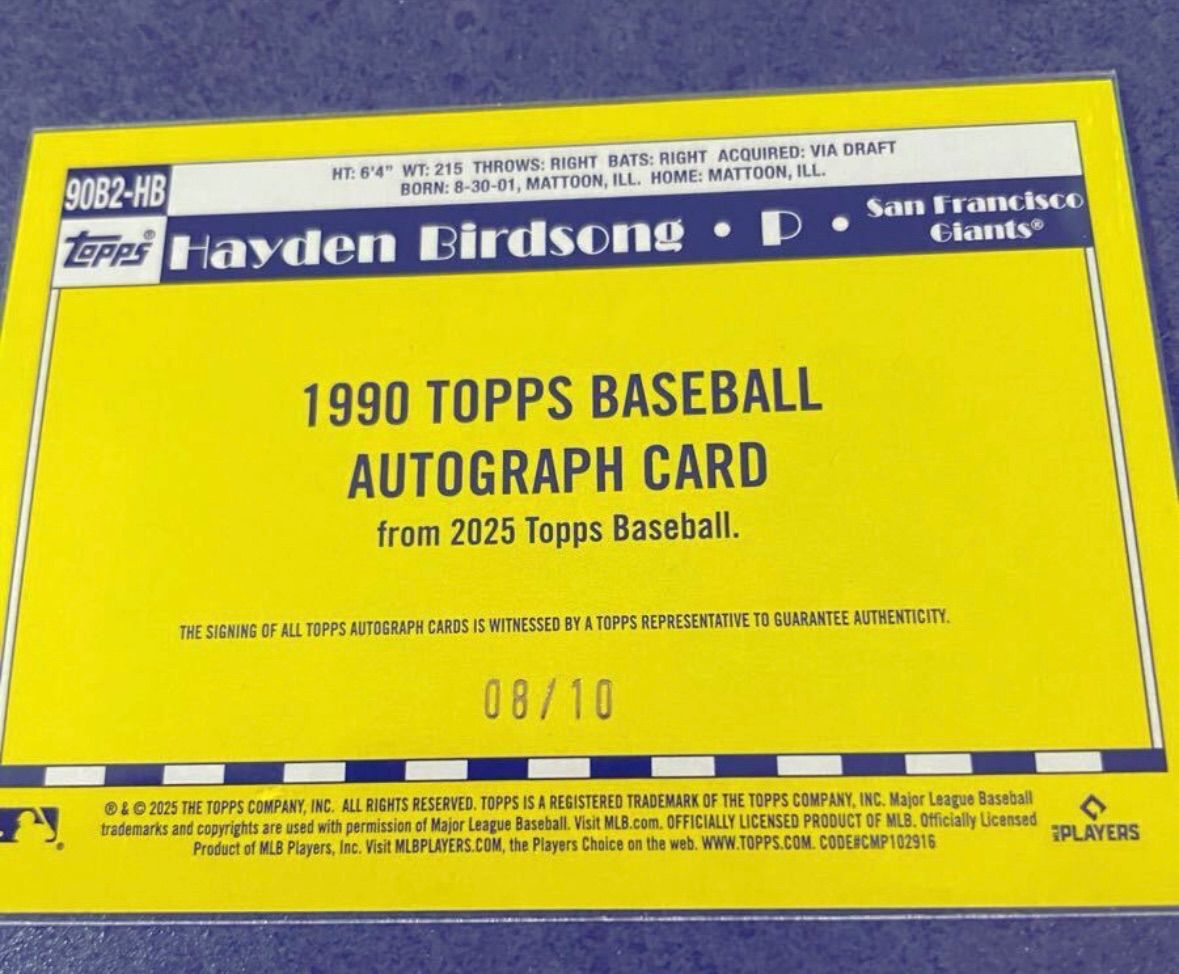 90B2-HB
HT: 6'4" WT: 215 THROWS: RIGHT BATS: RIGHT ACQUIRED: VIA DRAFT
BORN: 8-30-01, MATTOON, ILL. HOME: MATTOON, ILL.
Topps® Hayden Birdsong • P • San Francisco
Giants®
1990 TOPPS BASEBALL
AUTOGRAPH CARD
from 2025 Topps Baseball.
THE SIGNING OF ALL TOPPS AUTOGRAPH CARDS IS WITNESSED BY A TOPPS REPRESENTATIVE TO GUARANTEE AUTHENTICITY.
08/10
® & © 2025 THE TOPPS COMPANY, INC. ALL RIGHTS RESERVED. TOPPS IS A REGISTERED TRADEMARK OF THE TOPPS COMPANY, INC. Major League Baseball
trademarks and copyrights are used with permission of Major League Baseball. Visit MLB.com. OFFICIALLY LICENSED PRODUCT OF MLB. Officially Licensed
Product of MLB Players, Inc. Visit MLBPLAYERS.COM, the Players Choice on the web. WWW.TOPPS.COM. CODE#CMP102916
MLB PLAYERS